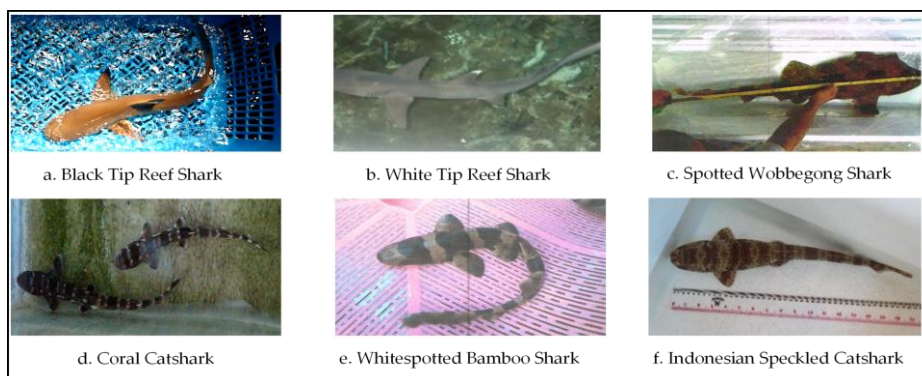 a. Black Tip Reef Shark
b. White Tip Reef Shark
c. Spotted Wobbegong Shark
d. Coral Catshark
e. Whitespotted Bamboo Shark
f. Indonesian Speckled Catshark